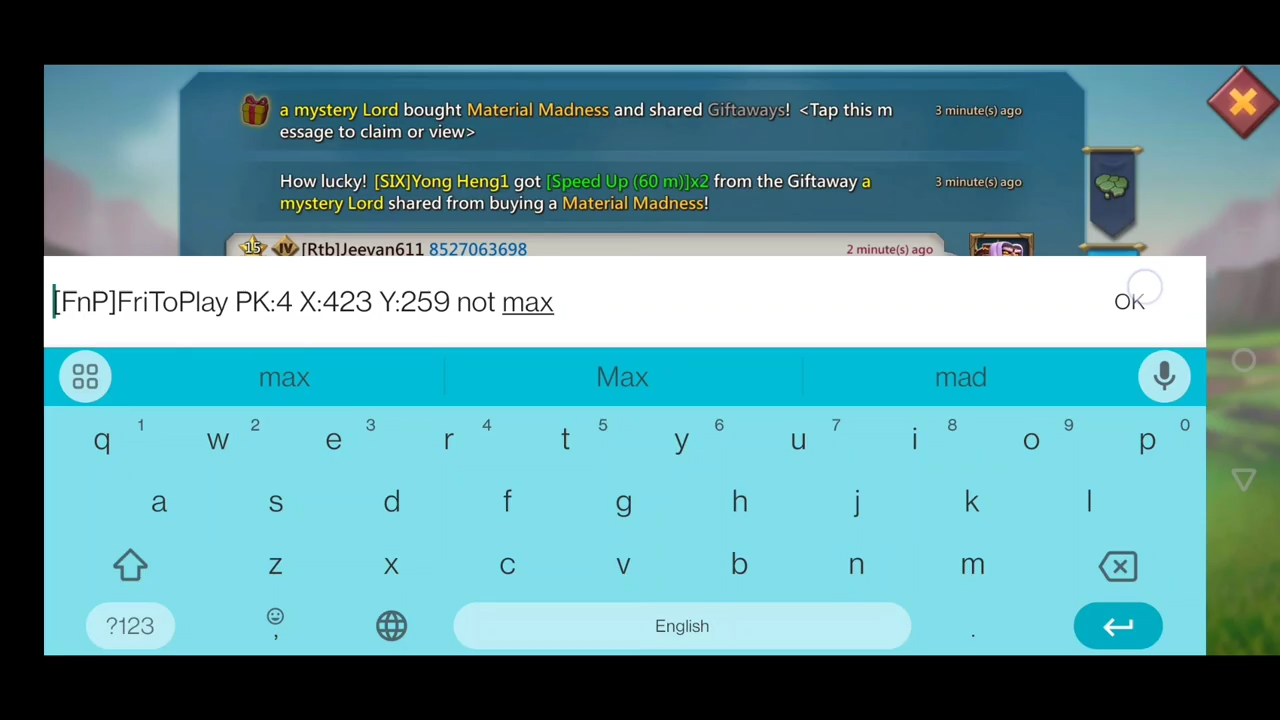 a mystery Lord bought Material Madness and shared Giftaways! <Tap this m
essage to claim or view>
3 minute(s) ago
How lucky! [SIX]Yong Heng1 got [Speed Up (60 m)]x2 from the Giftaway a
mystery Lord shared from buying a Material Madness!
3 minute(s) ago
15 IV [Rtb]Jeevan611 8527063698
2 minute(s) ago
[FnP]FriToPlay PK:4 X:423 Y:259 not max
OK
max Max mad
q 1 w 2 e 3 r 4 t 5 y 6 u 7 i 8 o 9 p 0
a s d f g h j k l
z x c v b n m
?123 , English .